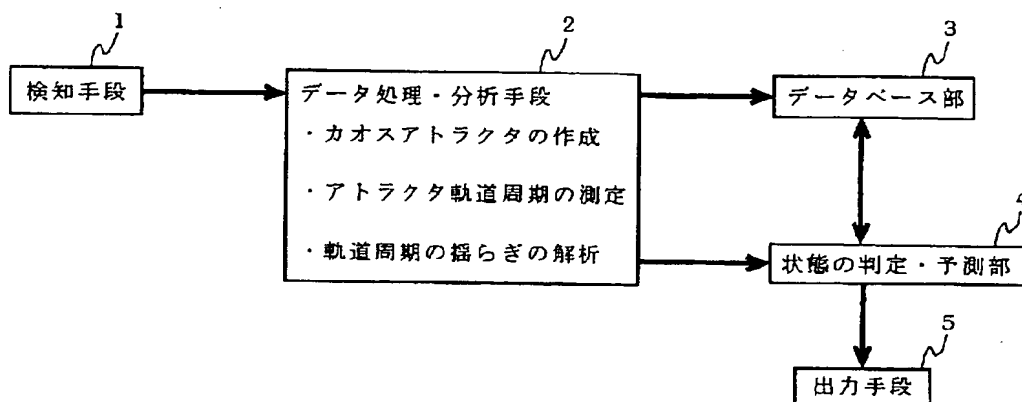 1
検知手段
2
データ処理・分析手段
・カオスアトラクタの作成
・アトラクタ軌道周期の測定
・軌道周期の揺らぎの解析
3
データベース部
状態の判定・予測部
5
出力手段